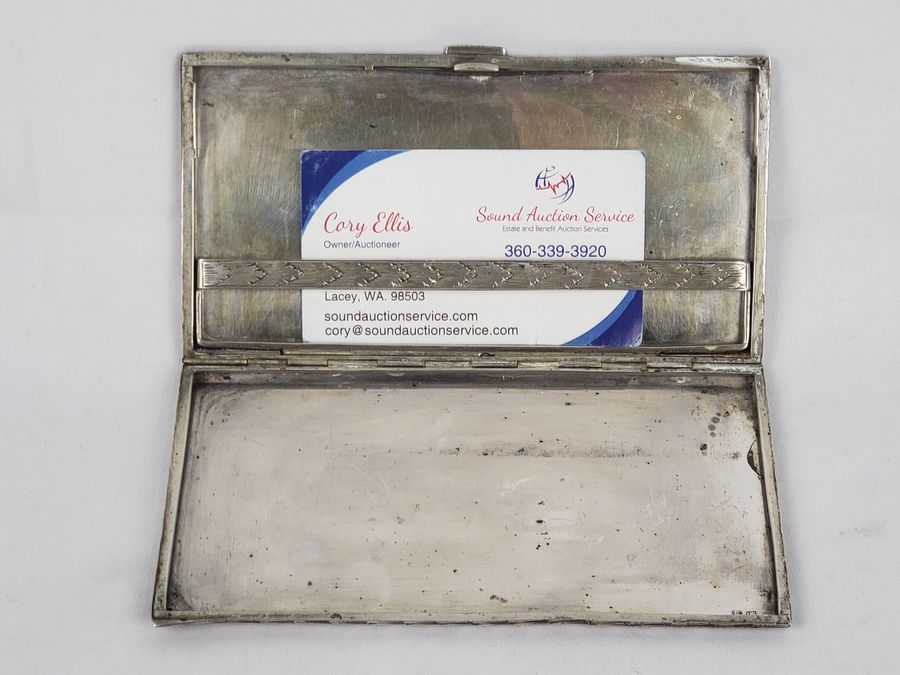 Cory Ellis
Owner/Auctioneer
Sound Auction Service
Estate and Benefit Auction Services
360-339-3920
Lacey, WA. 98503
soundauctionservice.com
cory@soundauctionservice.com